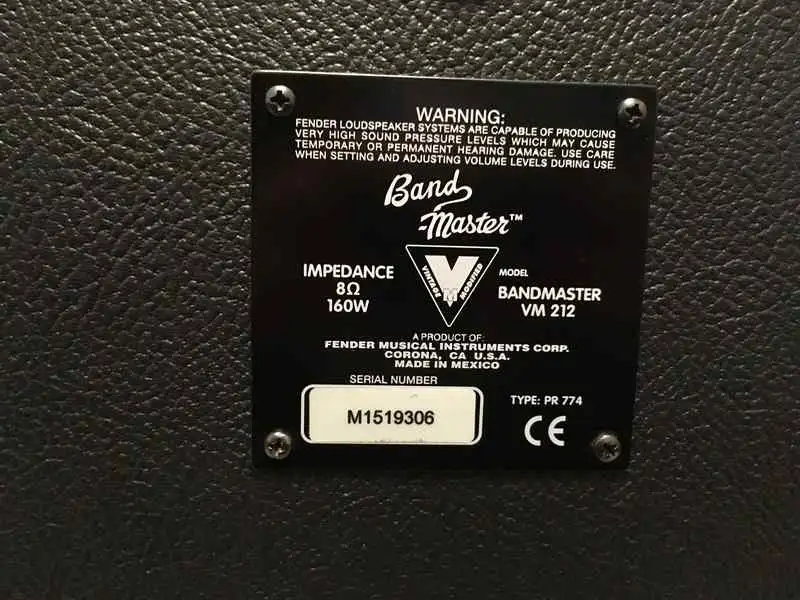 WARNING:
FENDER LOUDSPEAKER SYSTEMS ARE CAPABLE OF PRODUCING
VERY HIGH SOUND PRESSURE LEVELS WHICH MAY CAUSE
TEMPORARY OR PERMANENT HEARING DAMAGE. USE CARE
WHEN SETTING AND ADJUSTING VOLUME LEVELS DURING USE.
Band
-Master™
IMPEDANCE
8Ω
160W
VINTAGE V MODIFIED
M
MODEL
BANDMASTER
VM 212
A PRODUCT OF:
FENDER MUSICAL INSTRUMENTS CORP.
CORONA, CA U.S.A.
MADE IN MEXICO
SERIAL NUMBER
M1519306
TYPE: PR 774
CE